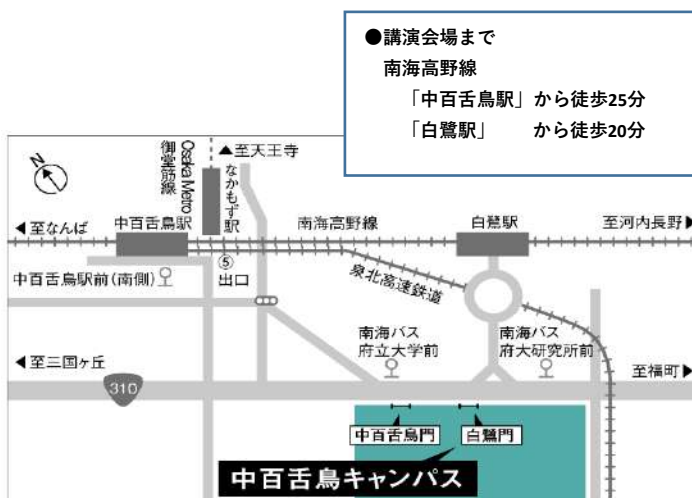 ●講演会場まで
南海高野線
「中百舌鳥駅」から徒歩25分
「白鷺駅」 から徒歩20分
N
Osaka Metro
御堂筋線
▲至天王寺
なかもず駅
◀至なんば
中百舌鳥駅
南海高野線
白鷺駅
至河内長野▶
中百舌鳥駅前(南側)
⑤
出口
泉北高速鉄道
南海バス
府立大学前
南海バス
府大研究所前
◀至三国ヶ丘
310
至福町▶
中百舌鳥門
白鷺門
中百舌鳥キャンパス